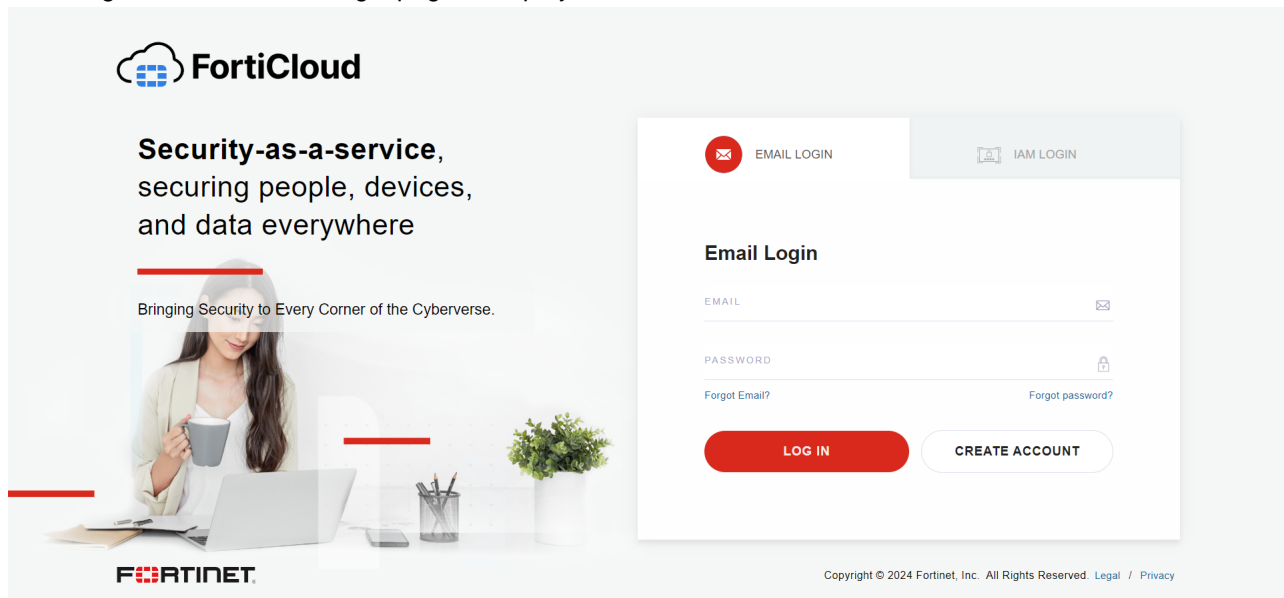 FortiCloud
Security-as-a-service,
securing people, devices,
and data everywhere
Bringing Security to Every Corner of the Cyberverse.
EMAIL LOGIN
IAM LOGIN
Email Login
EMAIL
PASSWORD
Forgot Email?
Forgot password?
LOG IN
CREATE ACCOUNT
FORTINET
Copyright © 2024 Fortinet, Inc. All Rights Reserved. Legal / Privacy